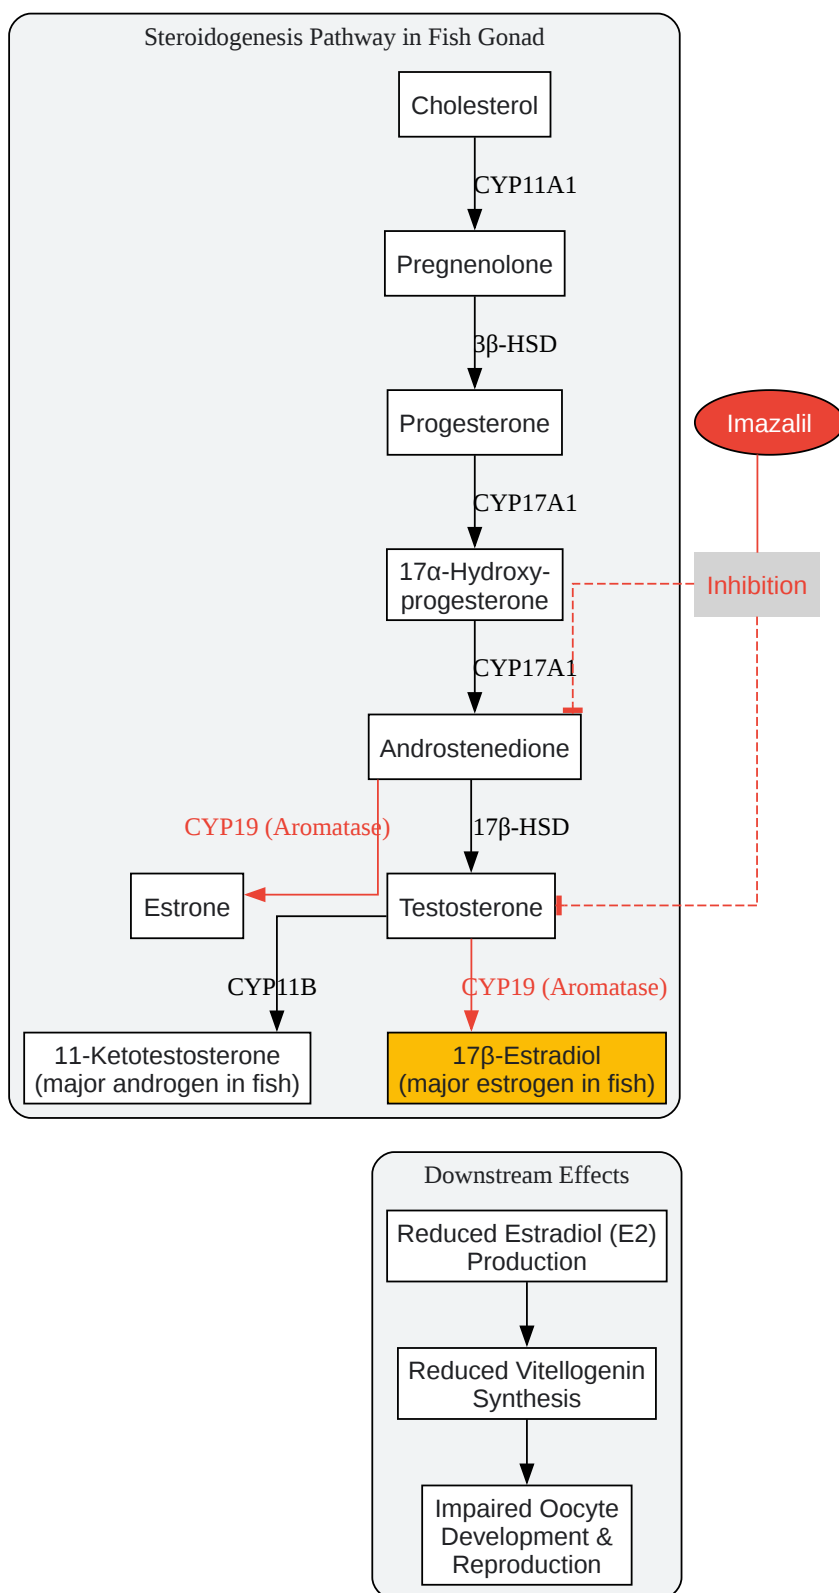 Steroidogenesis Pathway in Fish Gonad
Cholesterol
CYP11A1
Pregnenolone
3β-HSD
Progesterone
Imazalil
CYP17A1
17α-Hydroxy-
progesterone
Inhibition
CYP17A1
Androstenedione
CYP19 (Aromatase)
17β-HSD
Estrone
Testosterone
CYP11B
CYP19 (Aromatase)
11-Ketotestosterone
(major androgen in fish)
17β-Estradiol
(major estrogen in fish)
Downstream Effects
Reduced Estradiol (E2)
Production
Reduced Vitellogenin
Synthesis
Impaired Oocyte
Development &
Reproduction